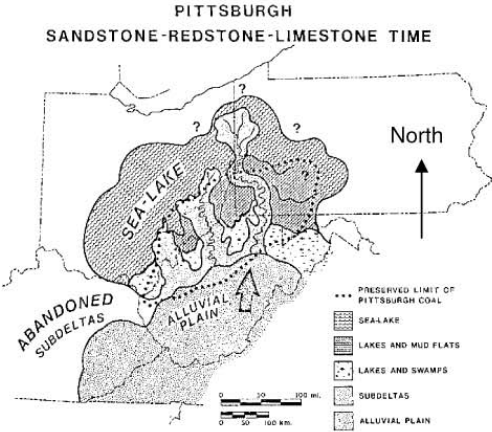 PITTSBURGH
SANDSTONE-REDSTONE-LIMESTONE TIME
?
?
?
?
North
SEA-LAKE
ABANDONED
SUBDELTAS
ALLUVIAL
PLAIN
PRESERVED LIMIT OF
PITTSBURGH COAL
SEA-LAKE
LAKES AND MUD FLATS
LAKES AND SWAMPS
SUBDELTAS
ALLUVIAL PLAIN
0 50 100 mi.
0 50 100 km.